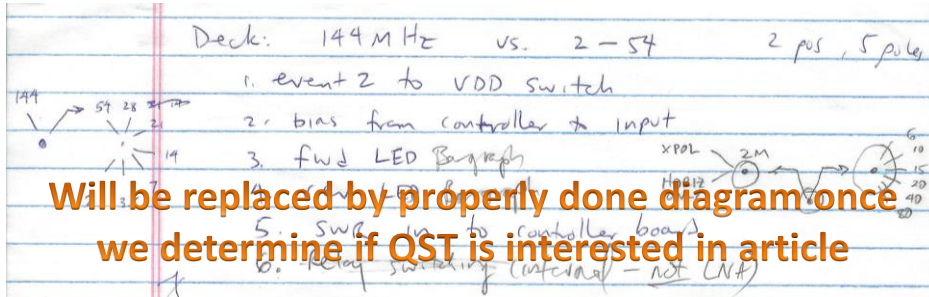 Deck: 144 MHz vs. 2 – 54 2 pos, 5 poles
1. event 2 to VDD switch
144
54 28
21
2. bias from controller to input
14
3. fwd LED Bargraph
XPOL 2M
6
10
15
20
40
80
Horiz
4. LED
Will be replaced by properly done diagram once
we determine if QST is interested in article
5. SWR in to controller board
6. Relay switching (internal – not LNA)